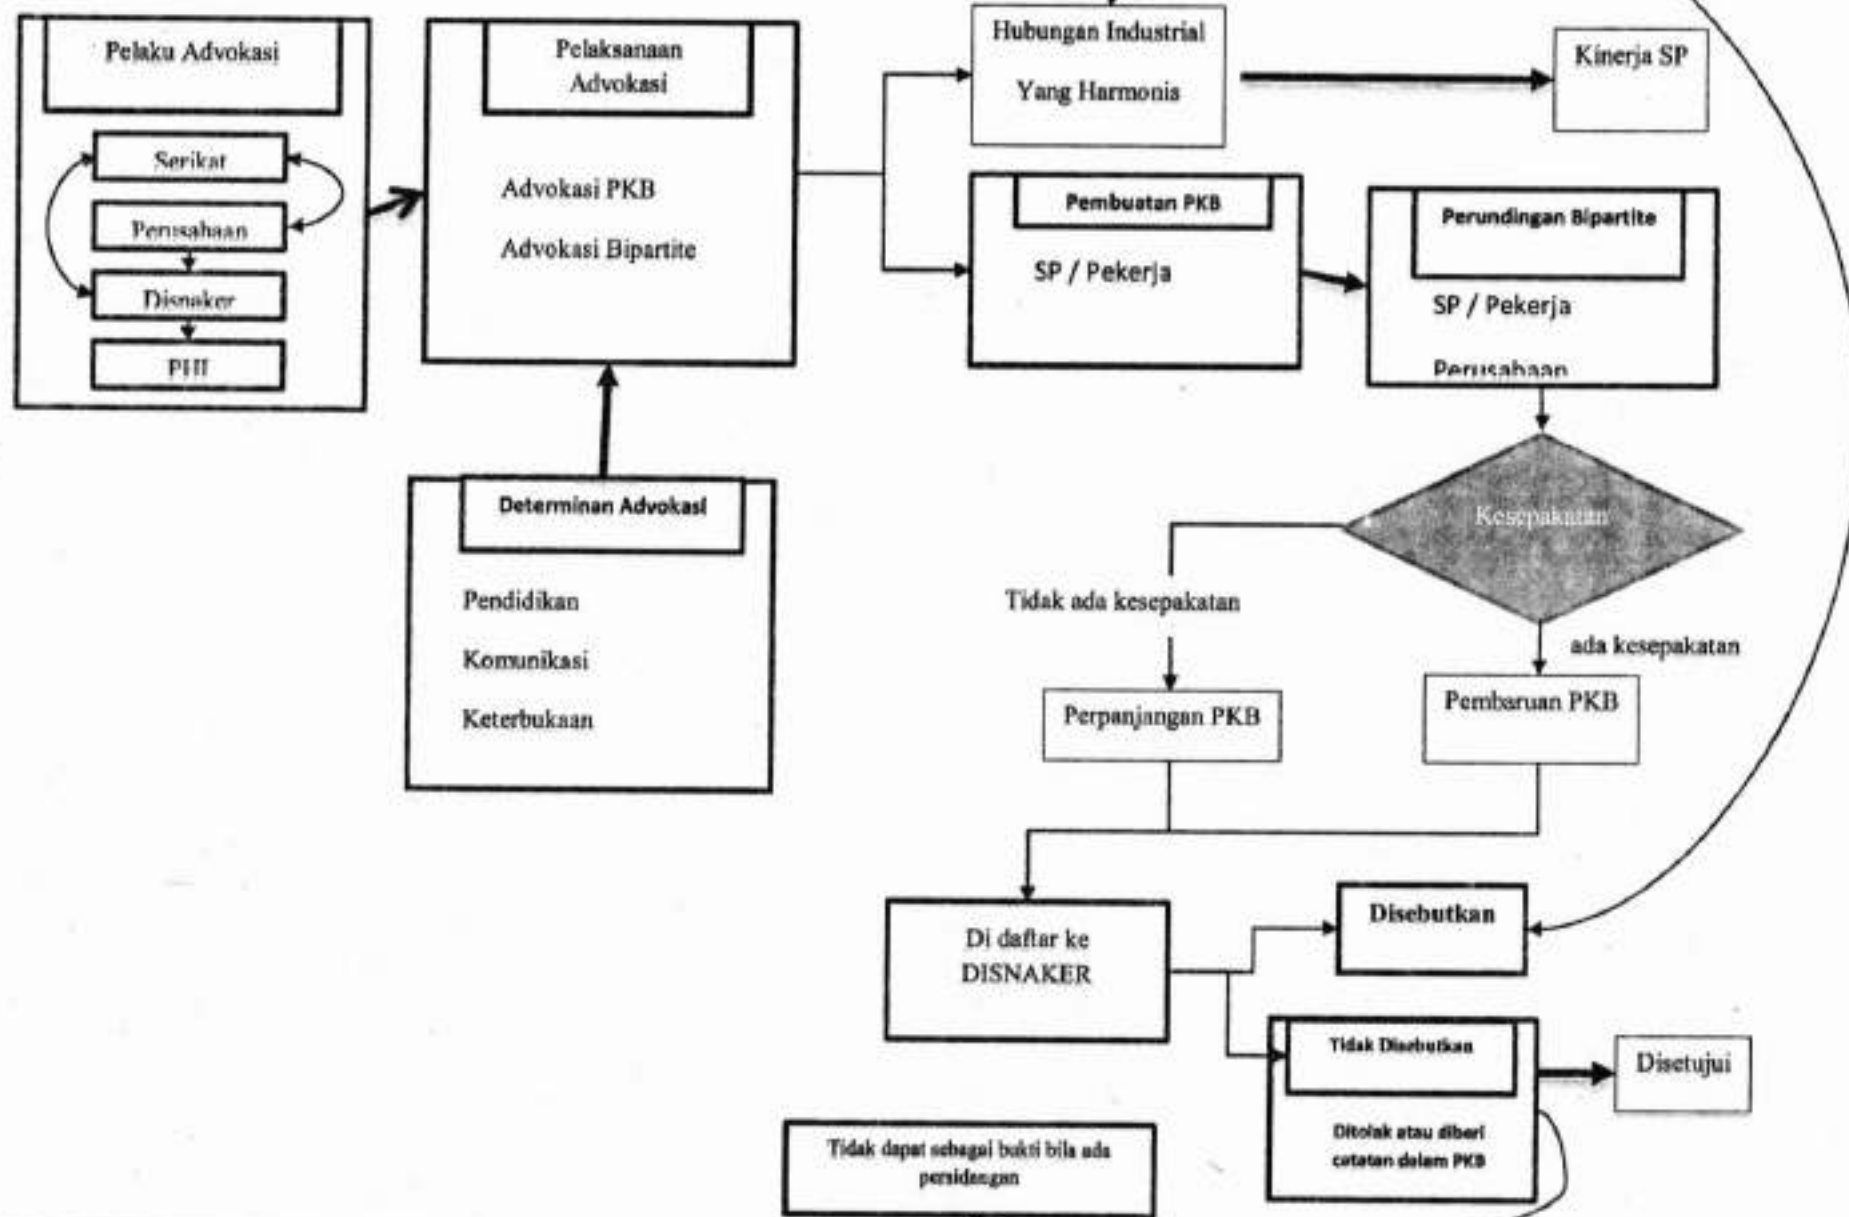 Pelaku Advokasi
Serikat
Perusahaan
Disnaker
PHI
Pelaksanaan
Advokasi
Advokasi PKB
Advokasi Bipartite
Determinan Advokasi
Pendidikan
Komunikasi
Keterbukaan
Hubungan Industrial
Yang Harmonis
Kinerja SP
Pembuatan PKB
SP / Pekerja
Perundingan Bipartite
SP / Pekerja
Perusahaan
Kesepakatan
Tidak ada kesepakatan
ada kesepakatan
Perpanjangan PKB
Pembaruan PKB
Di daftar ke
DISNAKER
Disebutkan
Tidak Disebutkan
Ditolak atau diberi
catatan dalam PKB
Disetujui
Tidak dapat sebagai bukti bila ada
persidangan